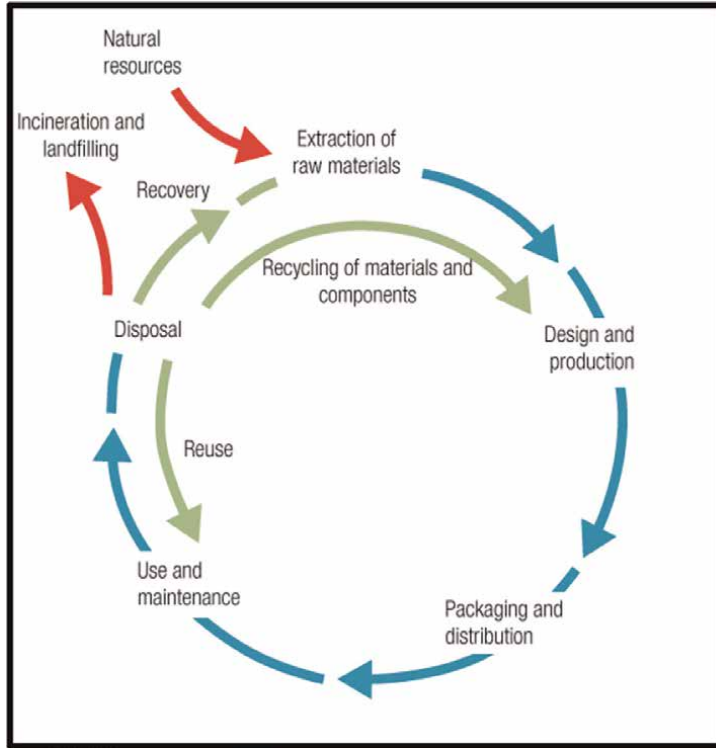 Natural
resources
Incineration and
landfilling
Extraction of
raw materials
Recovery
Recycling of materials and
components
Disposal
Design and
production
Reuse
Use and
maintenance
Packaging and
distribution